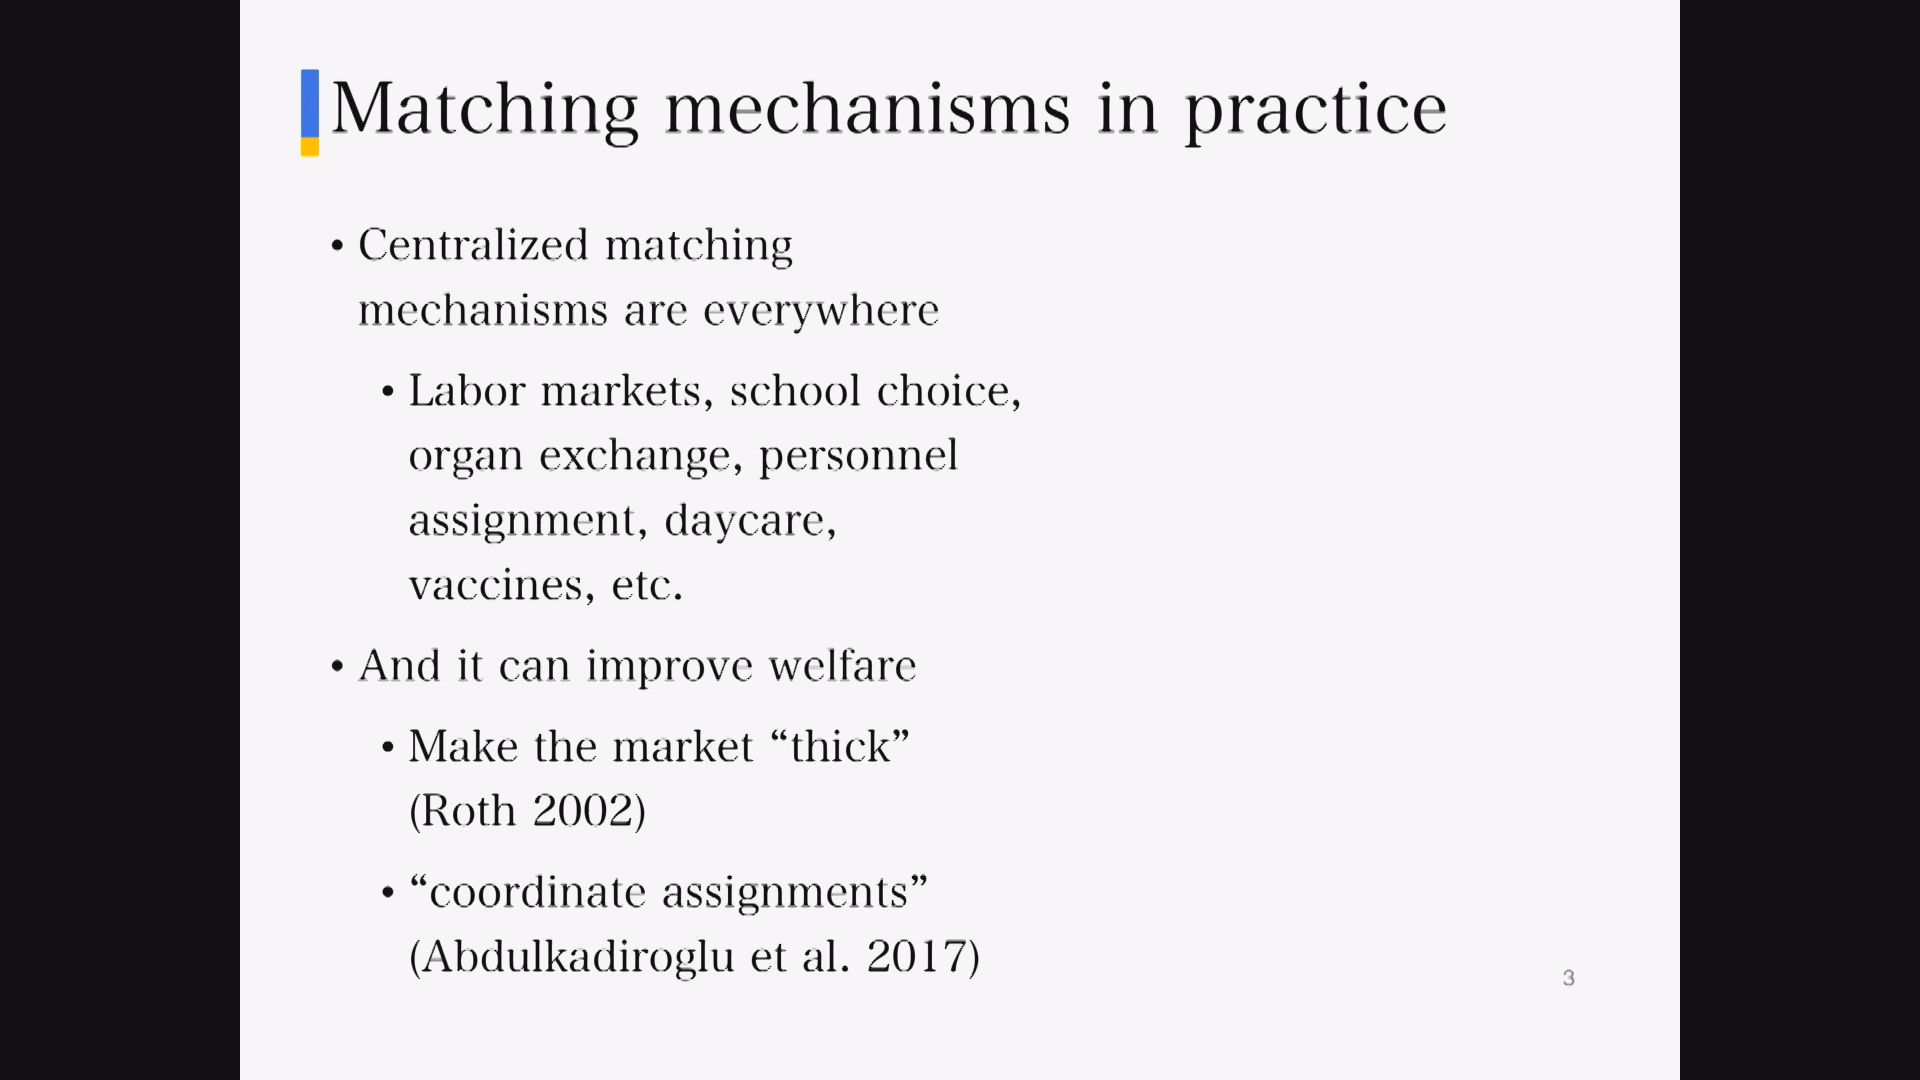 Matching mechanisms in practice
• Centralized matching
mechanisms are everywhere
• Labor markets, school choice,
organ exchange, personnel
assignment, daycare,
vaccines, etc.
• And it can improve welfare
• Make the market “thick”
(Roth 2002)
• “coordinate assignments”
(Abdulkadiroglu et al. 2017)
3